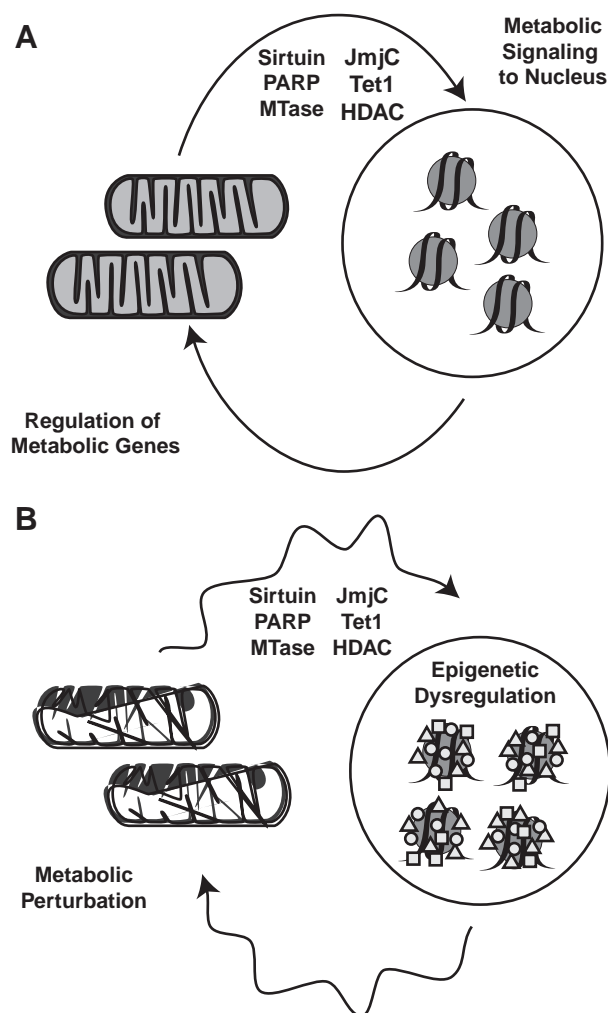 A
Metabolic
Signaling
to Nucleus
Sirtuin JmjC
PARP Tet1
MTase HDAC
Regulation of
Metabolic Genes
B
Sirtuin JmjC
PARP Tet1
MTase HDAC
Epigenetic
Dysregulation
Metabolic
Perturbation